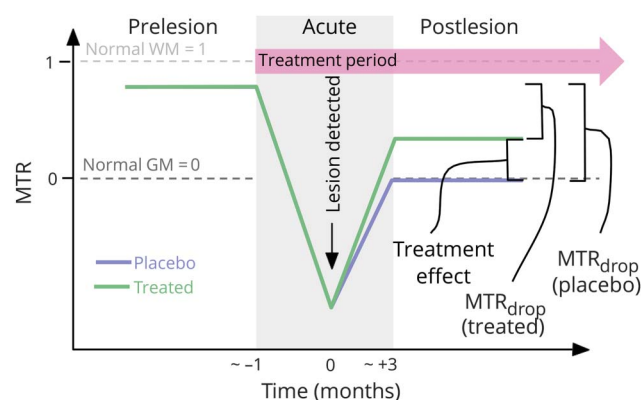 Prelesion
Acute
Postlesion
Normal WM = 1
1
Treatment period
Lesion detected
Normal GM = 0
0
MTR
Placebo
Treated
Treatment
effect
MTRdrop
(treated)
MTRdrop
(placebo)
~ –1
0
~ +3
Time (months)